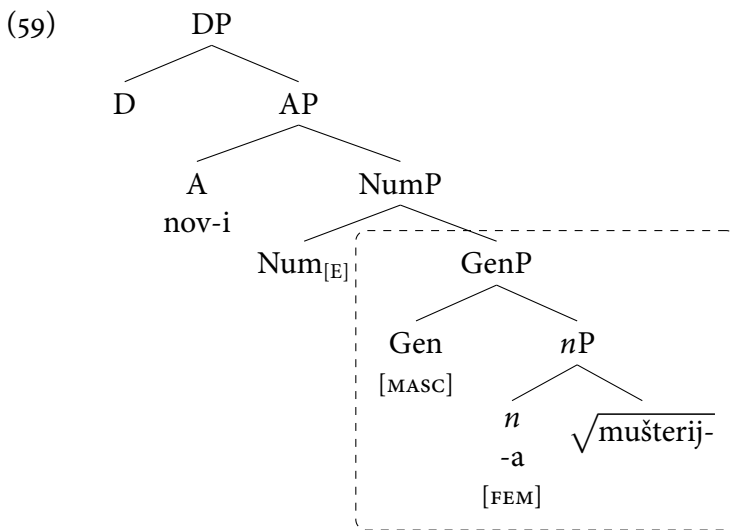 (59) DP
D AP
A NumP
nov-i
Num[E] GenP
Gen nP
[MASC]
n √mušterij-
-a
[FEM]